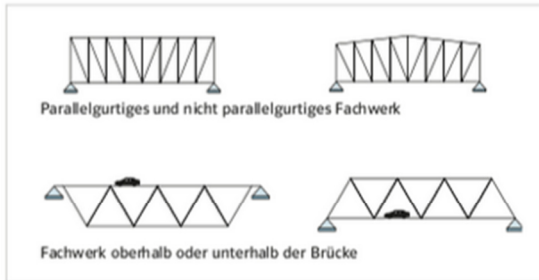 Parallelgurtiges und nicht parallelgurtiges Fachwerk
Fachwerk oberhalb oder unterhalb der Brücke